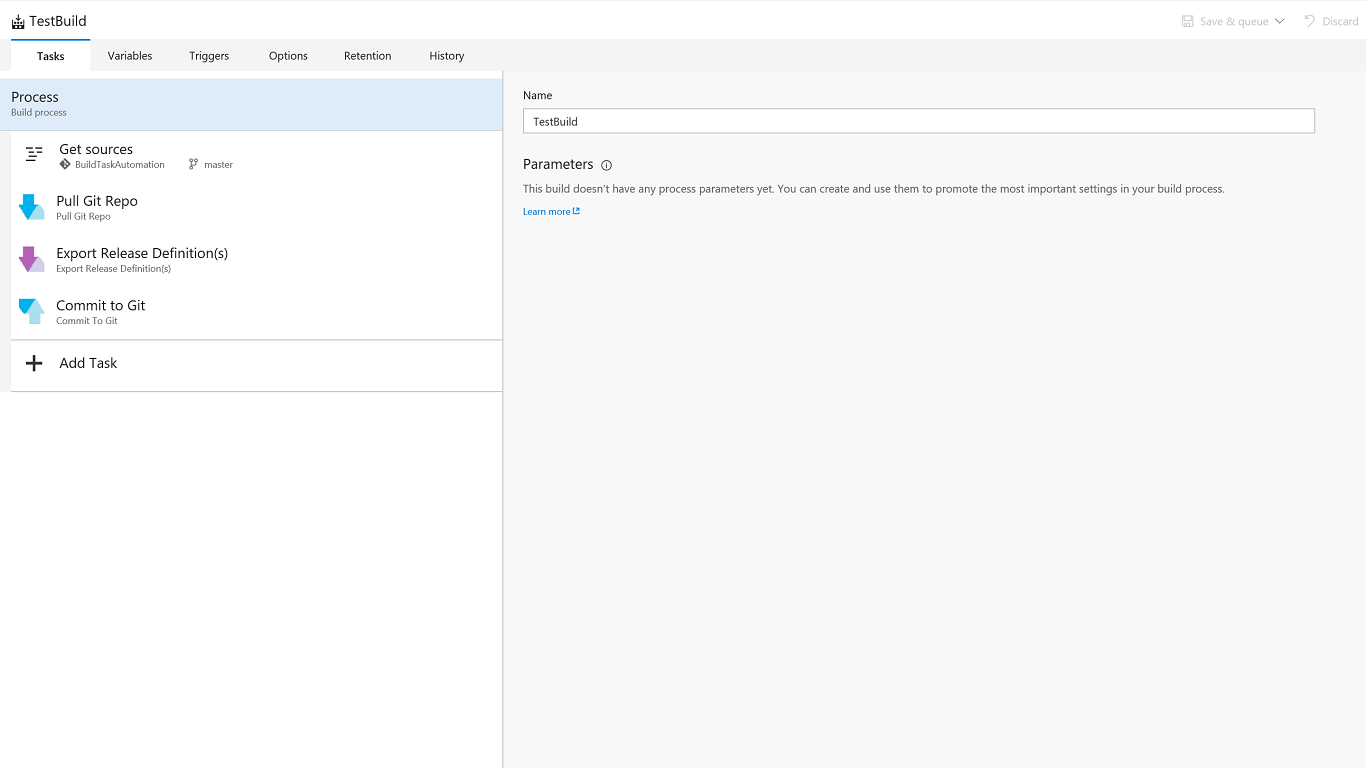 TestBuild
Save & queue
Discard
Tasks
Variables
Triggers
Options
Retention
History
Process
Build process
Get sources
BuildTaskAutomation master
Pull Git Repo
Pull Git Repo
Export Release Definition(s)
Export Release Definition(s)
Commit to Git
Commit To Git
Add Task
Name
TestBuild
Parameters
This build doesn't have any process parameters yet. You can create and use them to promote the most important settings in your build process.
Learn more